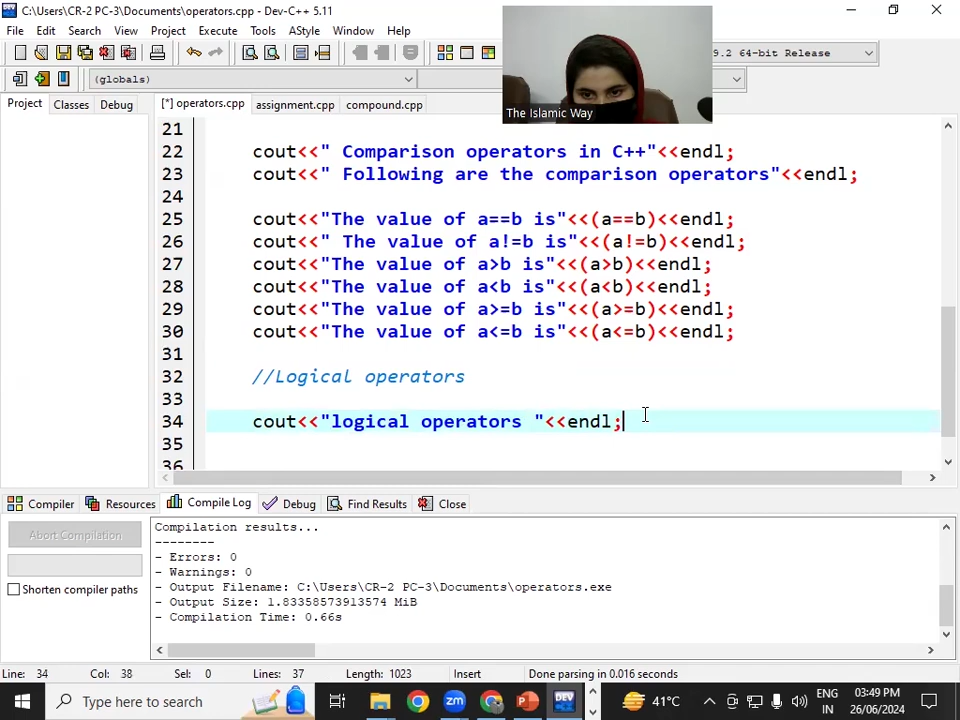 C:\Users\CR-2 PC-3\Documents\operators.cpp - Dev-C++ 5.11
File Edit Search View Project Execute Tools AStyle Window Help
9.2 64-bit Release
(globals)
Project Classes Debug [*] operators.cpp assignment.cpp compound.cpp
The Islamic Way
21
22 cout<<" Comparison operators in C++"<<endl;
23 cout<<" Following are the comparison operators"<<endl;
24
25 cout<<"The value of a==b is"<<(a==b)<<endl;
26 cout<<" The value of a!=b is"<<(a!=b)<<endl;
27 cout<<"The value of a>b is"<<(a>b)<<endl;
28 cout<<"The value of a<b is"<<(a<b)<<endl;
29 cout<<"The value of a>=b is"<<(a>=b)<<endl;
30 cout<<"The value of a<=b is"<<(a<=b)<<endl;
31
32 //Logical operators
33
34 cout<<"logical operators "<<endl;
35
36
Compiler Resources Compile Log Debug Find Results Close
Abort Compilation
Shorten compiler paths
Compilation results...
--------
- Errors: 0
- Warnings: 0
- Output Filename: C:\Users\CR-2 PC-3\Documents\operators.exe
- Output Size: 1.83358573913574 MiB
- Compilation Time: 0.66s
Line: 34 Col: 38 Sel: 0 Lines: 37 Length: 1023 Insert Done parsing in 0.016 seconds
Type here to search
zm
DEV
41°C
ENG
IN
03:49 PM
26/06/2024